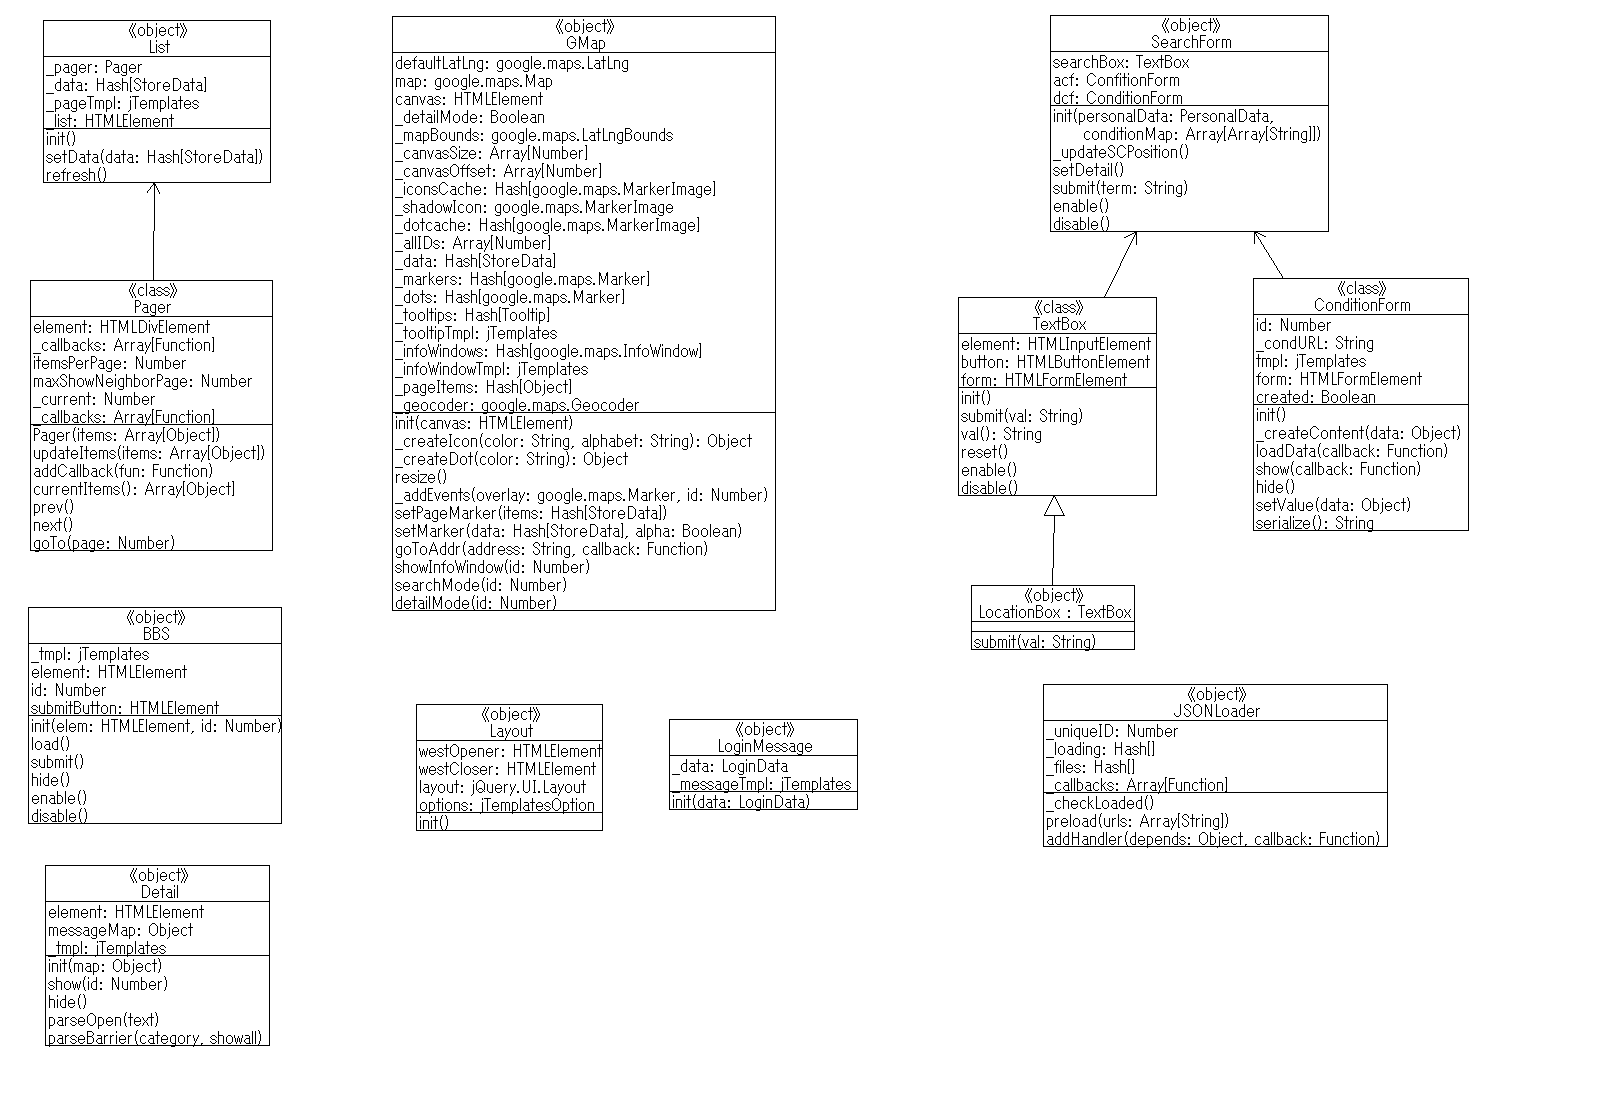 《object》
List
_pager: Pager
_data: Hash[StoreData]
_pageTmpl: jTemplates
_list: HTMLElement
init()
setData(data: Hash[StoreData])
refresh()
《class》
Pager
element: HTMLDivElement
_callbacks: Array[Function]
itemsPerPage: Number
maxShowNeighborPage: Number
_current: Number
_callbacks: Array[Function]
Pager(items: Array[Object])
updateItems(items: Array[Object])
addCallback(fun: Function)
currentItems(): Array[Object]
prev()
next()
goTo(page: Number)
《object》
BBS
_tmpl: jTemplates
element: HTMLElement
id: Number
submitButton: HTMLElement
init(elem: HTMLElement, id: Number)
load()
submit()
hide()
enable()
disable()
《object》
Detail
element: HTMLElement
messageMap: Object
_tmpl: jTemplates
init(map: Object)
show(id: Number)
hide()
parseOpen(text)
parseBarrier(category, showall)
《object》
GMap
defaultLatLng: google.maps.LatLng
map: google.maps.Map
canvas: HTMLElement
_detailMode: Boolean
_mapBounds: google.maps.LatLngBounds
_canvasSize: Array[Number]
_canvasOffset: Array[Number]
_iconsCache: Hash[google.maps.MarkerImage]
_shadowIcon: google.maps.MarkerImage
_dotcache: Hash[google.maps.MarkerImage]
_allIDs: Array[Number]
_data: Hash[StoreData]
_markers: Hash[google.maps.Marker]
_dots: Hash[google.maps.Marker]
_tooltips: Hash[Tooltip]
_tooltipTmpl: jTemplates
_infoWindows: Hash[google.maps.InfoWindow]
_infoWindowTmpl: jTemplates
_pageItems: Hash[Object]
_geocoder: google.maps.Geocoder
init(canvas: HTMLElement)
_createIcon(color: String, alphabet: String): Object
_createDot(color: String): Object
resize()
_addEvents(overlay: google.maps.Marker, id: Number)
setPageMarker(items: Hash[StoreData])
setMarker(data: Hash[StoreData], alpha: Boolean)
goToAddr(address: String, callback: Function)
showInfoWindow(id: Number)
searchMode(id: Number)
detailMode(id: Number)
《object》
Layout
westOpener: HTMLElement
westCloser: HTMLElement
layout: jQuery.UI.Layout
options: jTemplatesOption
init()
《object》
LoginMessage
_data: LoginData
_messageTmpl: jTemplates
init(data: LoginData)
《object》
SearchForm
searchBox: TextBox
acf: ConfitionForm
dcf: ConditionForm
init(personalData: PersonalData,
conditionMap: Array[Array[String]])
_updateSCPosition()
setDetail()
submit(term: String)
enable()
disable()
《class》
TextBox
element: HTMLInputElement
button: HTMLButtonElement
form: HTMLFormElement
init()
submit(val: String)
val(): String
reset()
enable()
disable()
《class》
ConditionForm
id: Number
_condURL: String
tmpl: jTemplates
form: HTMLFormElement
created: Boolean
init()
_createContent(data: Object)
loadData(callback: Function)
show(callback: Function)
hide()
setValue(data: Object)
serialize(): String
《object》
LocationBox : TextBox
submit(val: String)
《object》
JSONLoader
_uniqueID: Number
_loading: Hash[]
_files: Hash[]
_callbacks: Array[Function]
_checkLoaded()
preload(urls: Array[String])
addHandler(depends: Object, callback: Function)